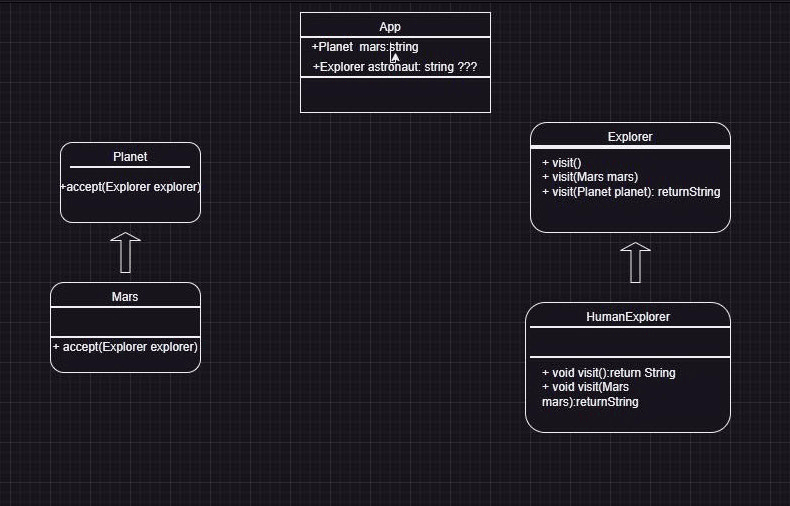 App
+Planet  mars:string
+Explorer astronaut: string ???
Planet
+accept(Explorer explorer)
Explorer
+ visit()
+ visit(Mars mars)
+ visit(Planet planet): returnString
Mars
+ accept(Explorer explorer)
HumanExplorer
+ void visit():return String
+ void visit(Mars
mars):returnString